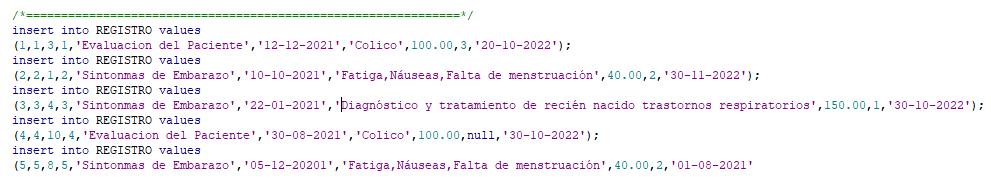 /*==============================================================*/
insert into REGISTRO values
(1,1,3,1,'Evaluacion del Paciente','12-12-2021','Colico',100.00,3,'20-10-2022');
insert into REGISTRO values
(2,2,1,2,'Sintonmas de Embarazo','10-10-2021','Fatiga,Náuseas,Falta de menstruación',40.00,2,'30-11-2022');
insert into REGISTRO values
(3,3,4,3,'Sintonmas de Embarazo','22-01-2021','Diagnóstico y tratamiento de recién nacido trastornos respiratorios',150.00,1,'30-10-2022');
insert into REGISTRO values
(4,4,10,4,'Evaluacion del Paciente','30-08-2021','Colico',100.00,null,'30-10-2022');
insert into REGISTRO values
(5,5,8,5,'Sintonmas de Embarazo','05-12-20201','Fatiga,Náuseas,Falta de menstruación',40.00,2,'01-08-2021'